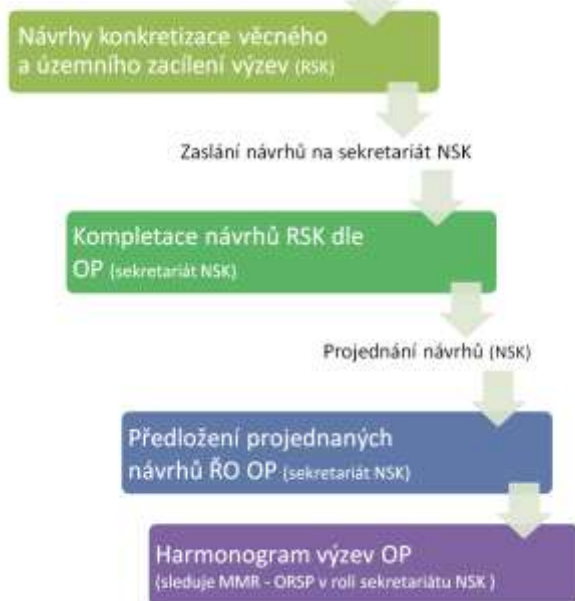 Návrhy konkretizace věcného
a územního zacílení výzev (RSK)
Zaslání návrhů na sekretariát NSK
Kompletace návrhů RSK dle
OP (sekretariát NSK)
Projednání návrhů (NSK)
Předložení projednaných
návrhů ŘO OP (sekretariát NSK)
Harmonogram výzev OP
(sleduje MMR - ORSP v roli sekretariátu NSK )